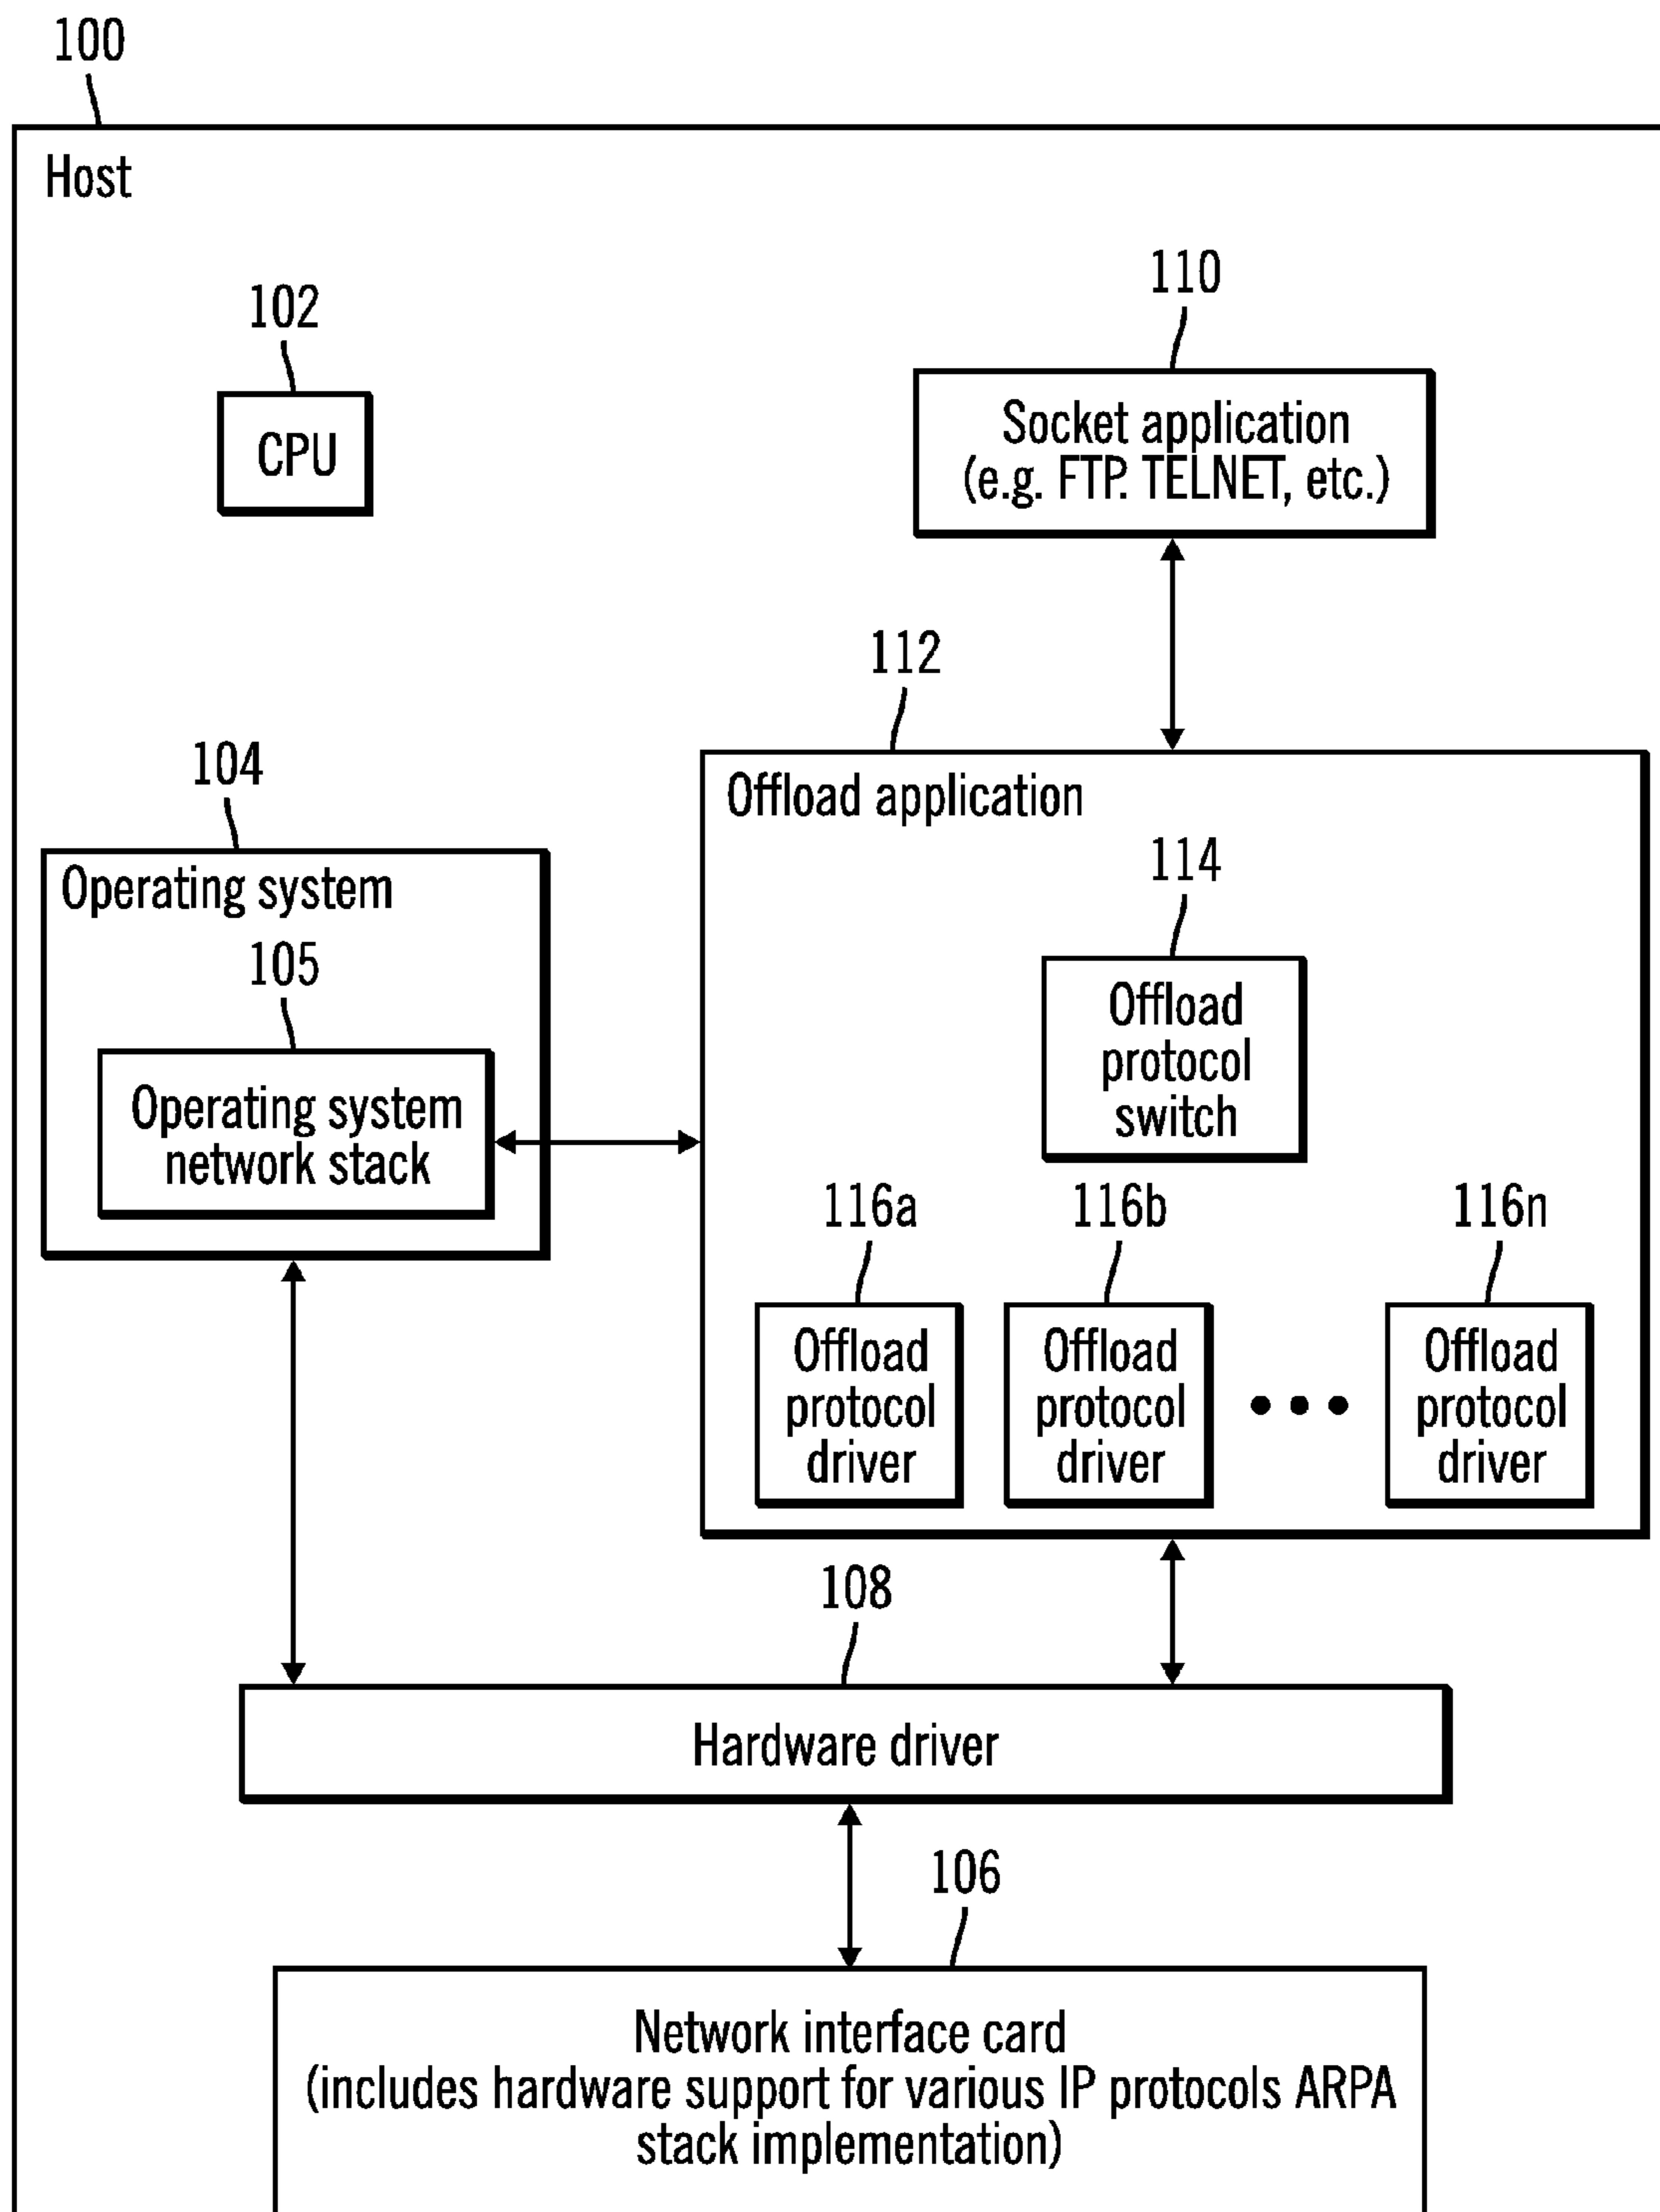 100
Host
102
CPU
110
Socket application
(e.g. FTP. TELNET, etc.)
112
Offload application
104
Operating system
105
Operating system
network stack
114
Offload
protocol
switch
116a
Offload
protocol
driver
116b
Offload
protocol
driver
116n
Offload
protocol
driver
108
Hardware driver
106
Network interface card
(includes hardware support for various IP protocols ARPA
stack implementation)